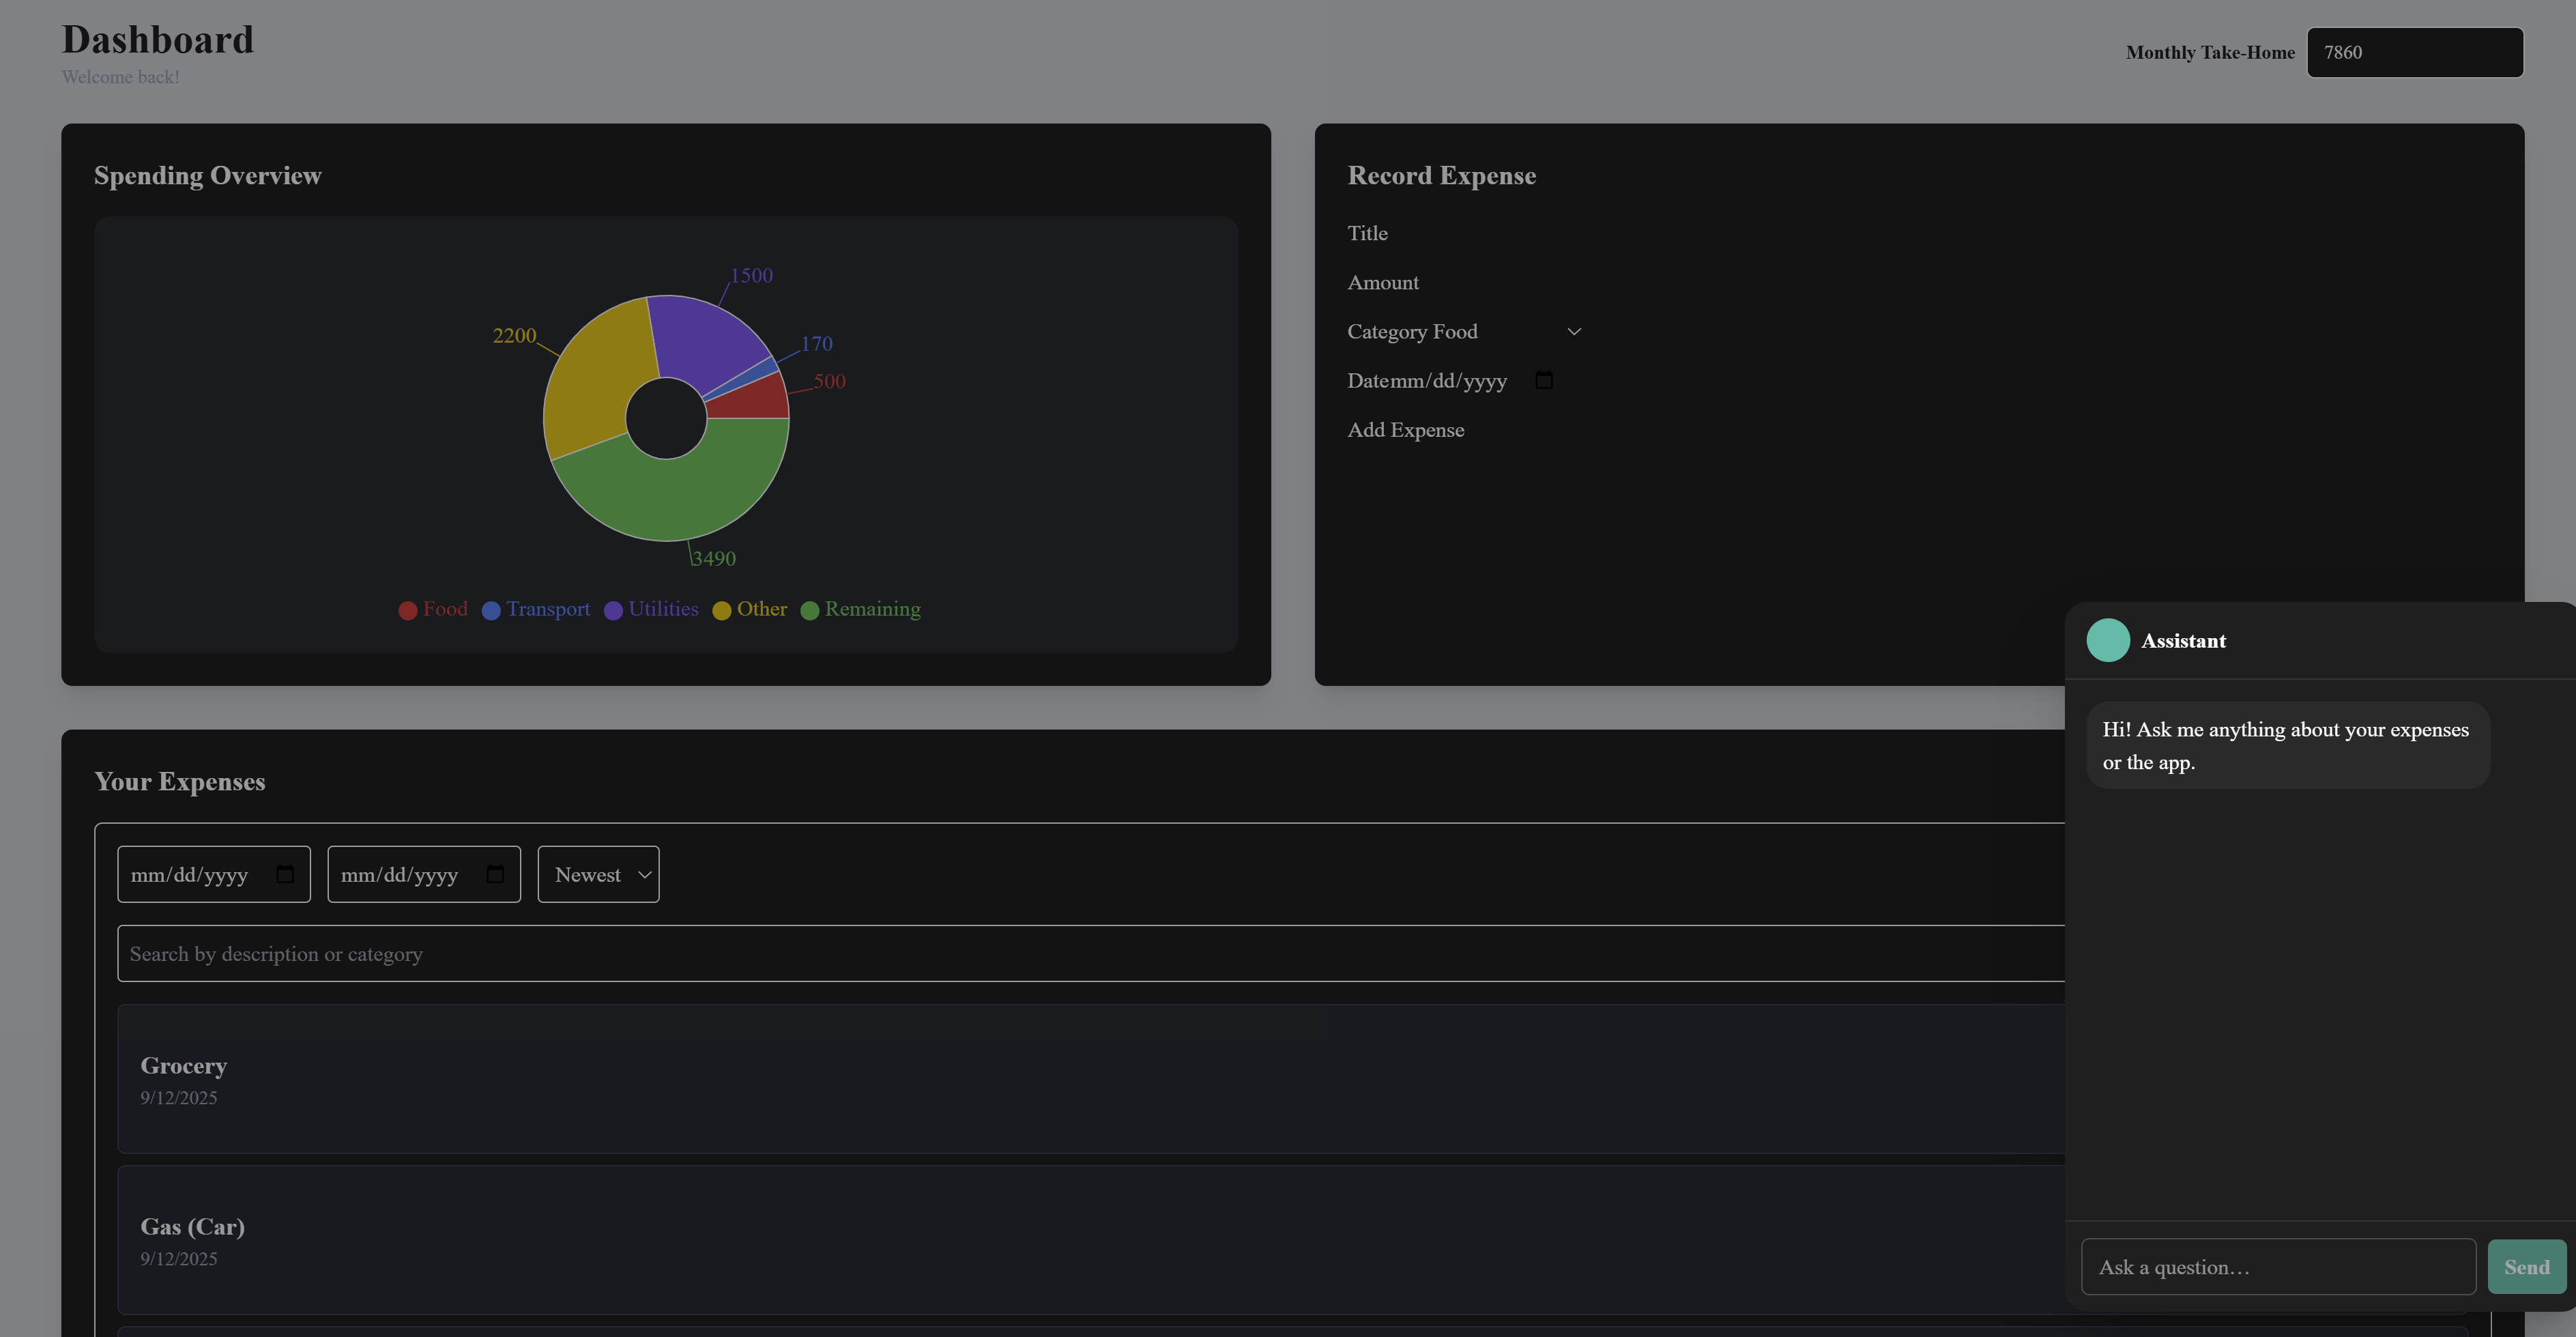 Dashboard
Welcome back!
Monthly Take-Home 7860
Spending Overview
1500
2200
170
500
3490
Food Transport Utilities Other Remaining
Record Expense
Title
Amount
Category Food
Datemm/dd/yyyy
Add Expense
Your Expenses
mm/dd/yyyy mm/dd/yyyy Newest
Search by description or category
Grocery
9/12/2025
Gas (Car)
9/12/2025
Assistant
Hi! Ask me anything about your expenses
or the app.
Ask a question… Send